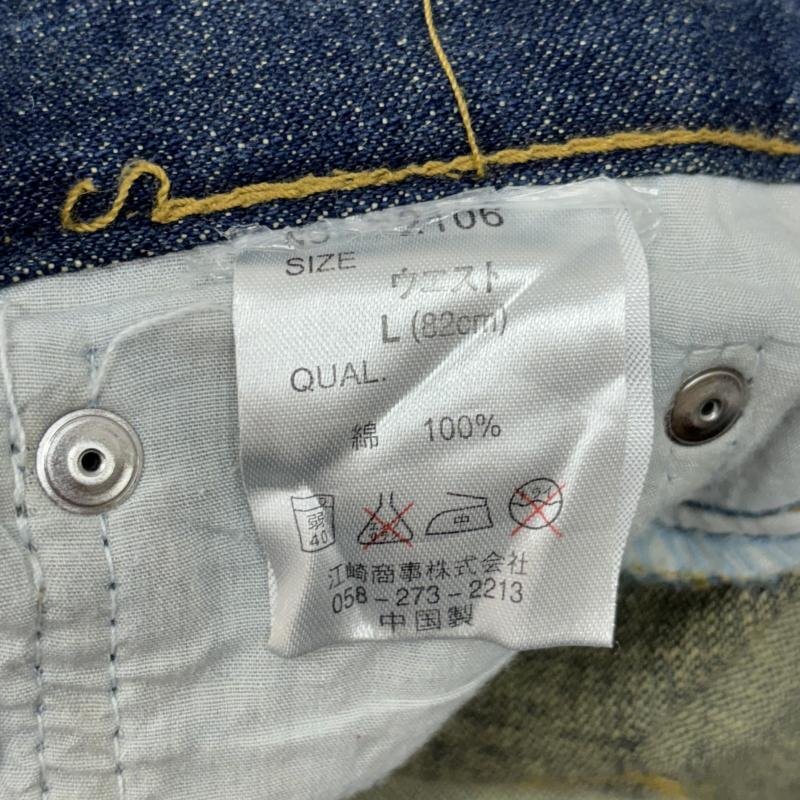 2106
SIZE
ウエスト
L (82cm)
QUAL.
綿 100%
弱
40
中
江崎商事株式会社
058-273-2213
中国製